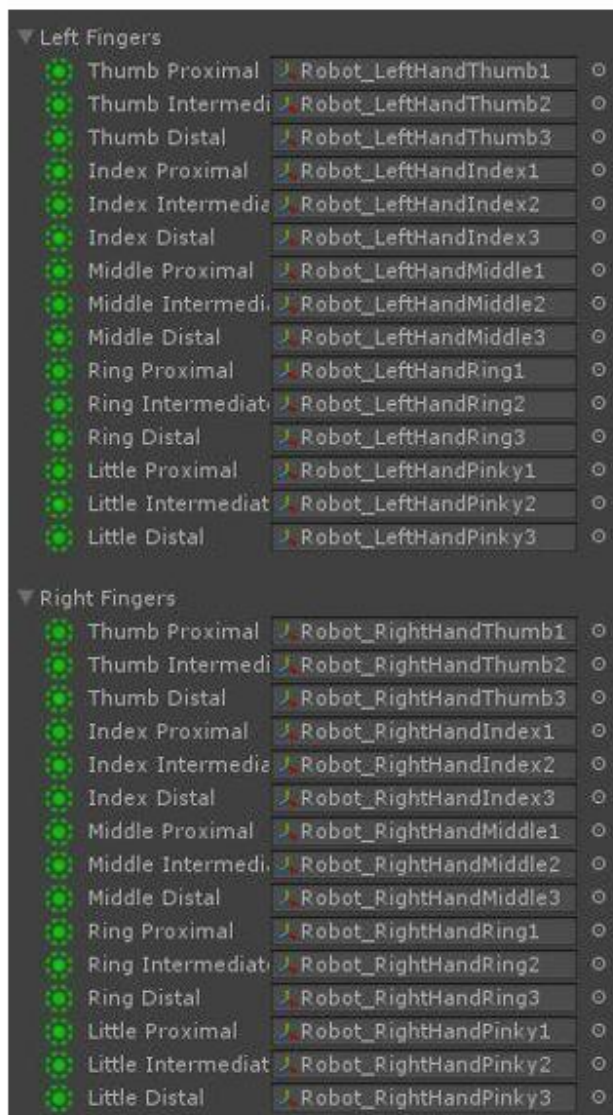 Left Fingers
Thumb Proximal Robot_LeftHandThumb1
Thumb Intermedi Robot_LeftHandThumb2
Thumb Distal Robot_LeftHandThumb3
Index Proximal Robot_LeftHandIndex1
Index Intermedia Robot_LeftHandIndex2
Index Distal Robot_LeftHandIndex3
Middle Proximal Robot_LeftHandMiddle1
Middle Intermedi Robot_LeftHandMiddle2
Middle Distal Robot_LeftHandMiddle3
Ring Proximal Robot_LeftHandRing1
Ring Intermediat Robot_LeftHandRing2
Ring Distal Robot_LeftHandRing3
Little Proximal Robot_LeftHandPinky1
Little Intermediat Robot_LeftHandPinky2
Little Distal Robot_LeftHandPinky3
Right Fingers
Thumb Proximal Robot_RightHandThumb1
Thumb Intermedi Robot_RightHandThumb2
Thumb Distal Robot_RightHandThumb3
Index Proximal Robot_RightHandIndex1
Index Intermedia Robot_RightHandIndex2
Index Distal Robot_RightHandIndex3
Middle Proximal Robot_RightHandMiddle1
Middle Intermedi Robot_RightHandMiddle2
Middle Distal Robot_RightHandMiddle3
Ring Proximal Robot_RightHandRing1
Ring Intermediat Robot_RightHandRing2
Ring Distal Robot_RightHandRing3
Little Proximal Robot_RightHandPinky1
Little Intermediat Robot_RightHandPinky2
Little Distal Robot_RightHandPinky3